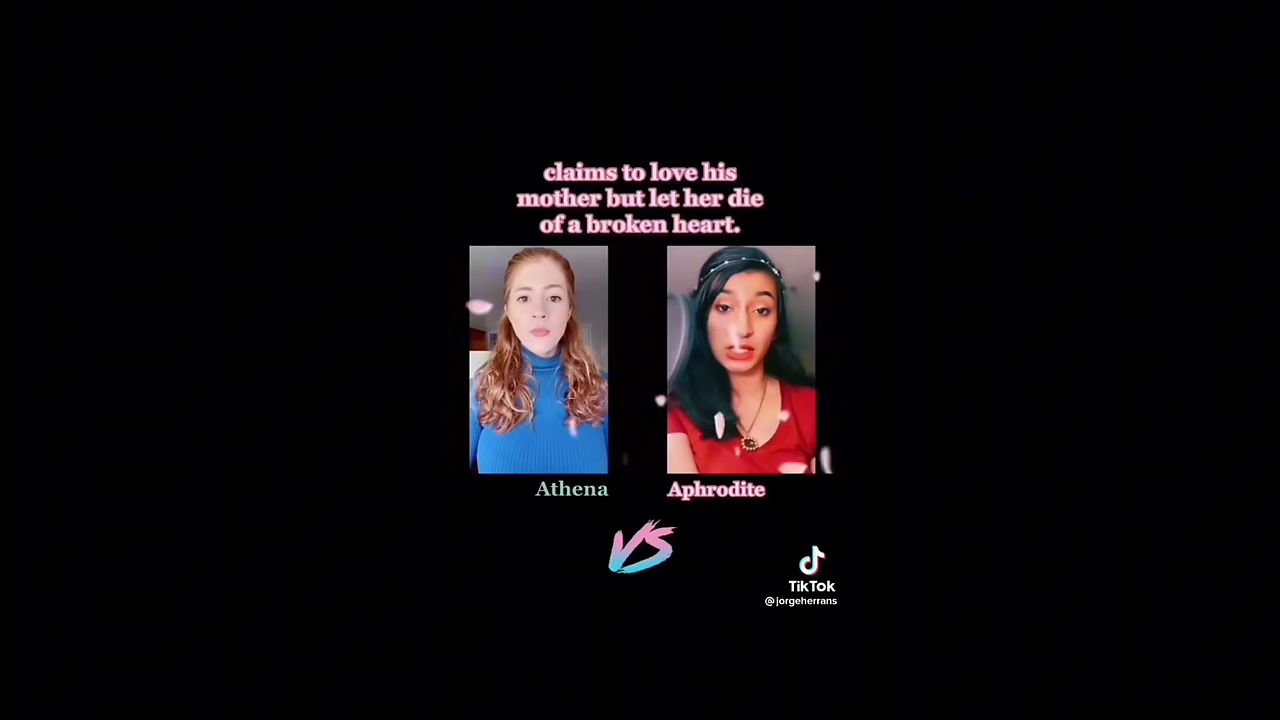 claims to love his
mother but let her die
of a broken heart.
Athena
Aphrodite
VS
TikTok
@jorgeherrans